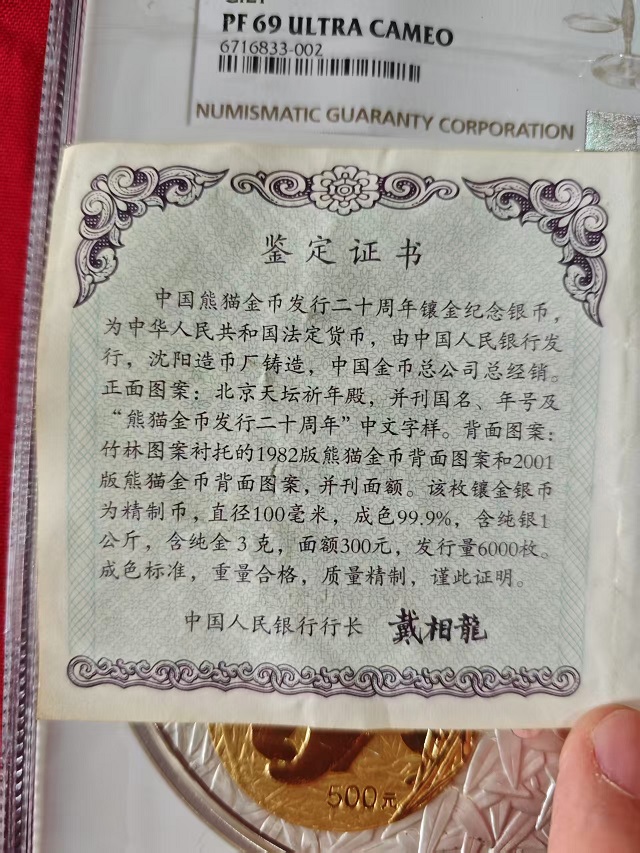 PF 69 ULTRA CAMEO
6716833-002
NUMISMATIC GUARANTY CORPORATION
鉴定证书
中国熊猫金币发行二十周年镶金纪念银币，
为中华人民共和国法定货币，由中国人民银行发
行，沈阳造币厂铸造，中国金币总公司总经销。
正面图案：北京天坛祈年殿，并刊国名、年号及
“熊猫金币发行二十周年”中文字样。背面图案：
竹林图案衬托的1982版熊猫金币背面图案和2001
版熊猫金币背面图案，并刊面额。该枚镶金银币
为精制币，直径100毫米，成色99.9%，含纯银1
公斤，含纯金3克，面额300元，发行量6000枚。
成色标准，重量合格，质量精制，谨此证明。
中国人民银行行长 戴相龍
500元